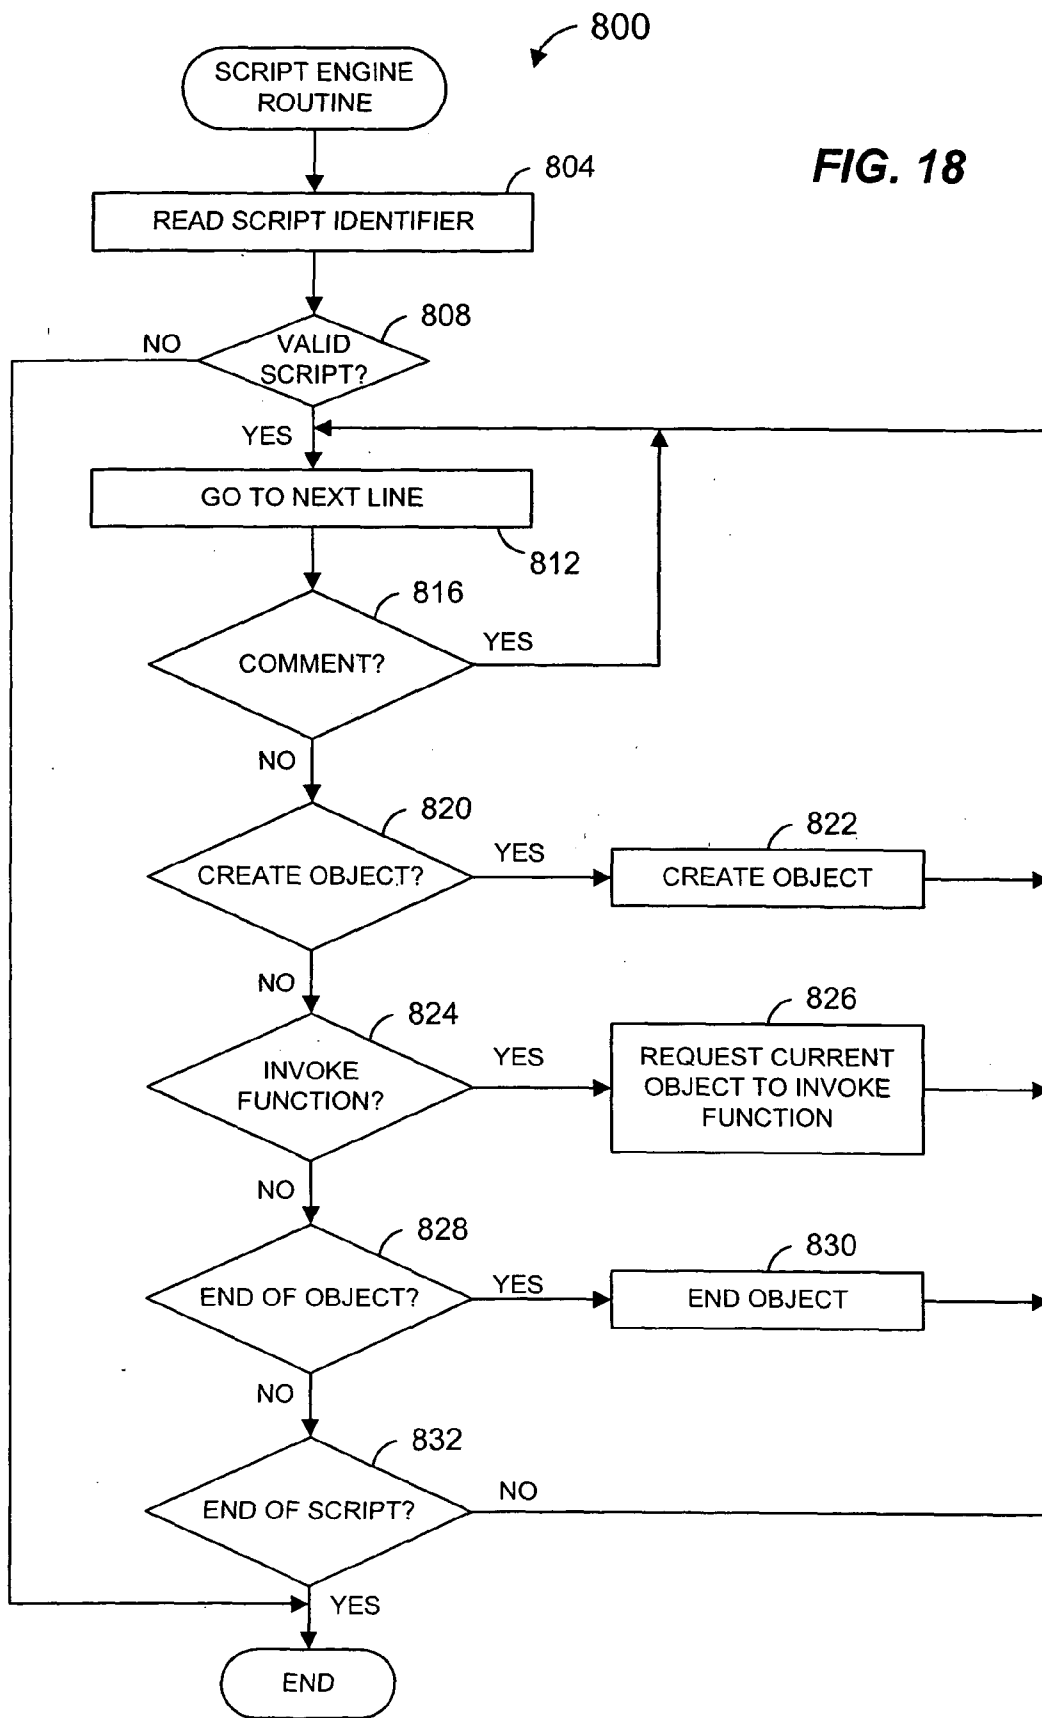 800
SCRIPT ENGINE
ROUTINE
FIG. 18
804
READ SCRIPT IDENTIFIER
808
NO
VALID
SCRIPT?
YES
GO TO NEXT LINE
812
816
YES
COMMENT?
NO
820
822
YES
CREATE OBJECT?
CREATE OBJECT
NO
824
826
YES
INVOKE
FUNCTION?
REQUEST CURRENT
OBJECT TO INVOKE
FUNCTION
NO
828
830
YES
END OF OBJECT?
END OBJECT
NO
832
NO
END OF SCRIPT?
YES
END